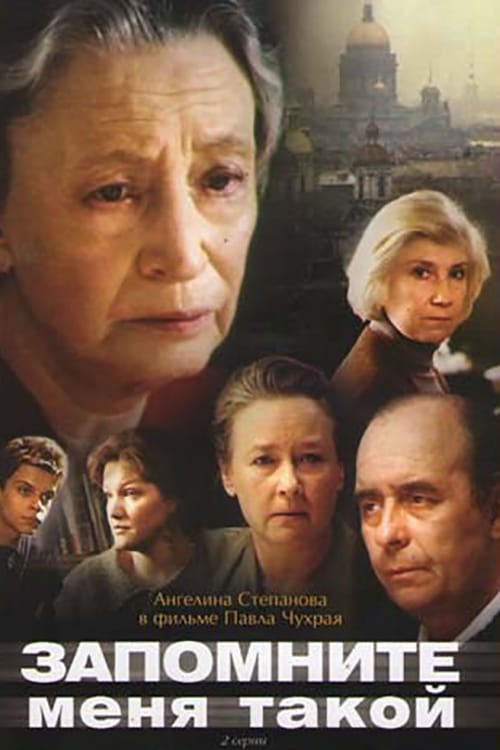 Ангелина Степанова
в фильме Павла Чухрая
ЗАПОМНИТЕ
меня такой
2 серии